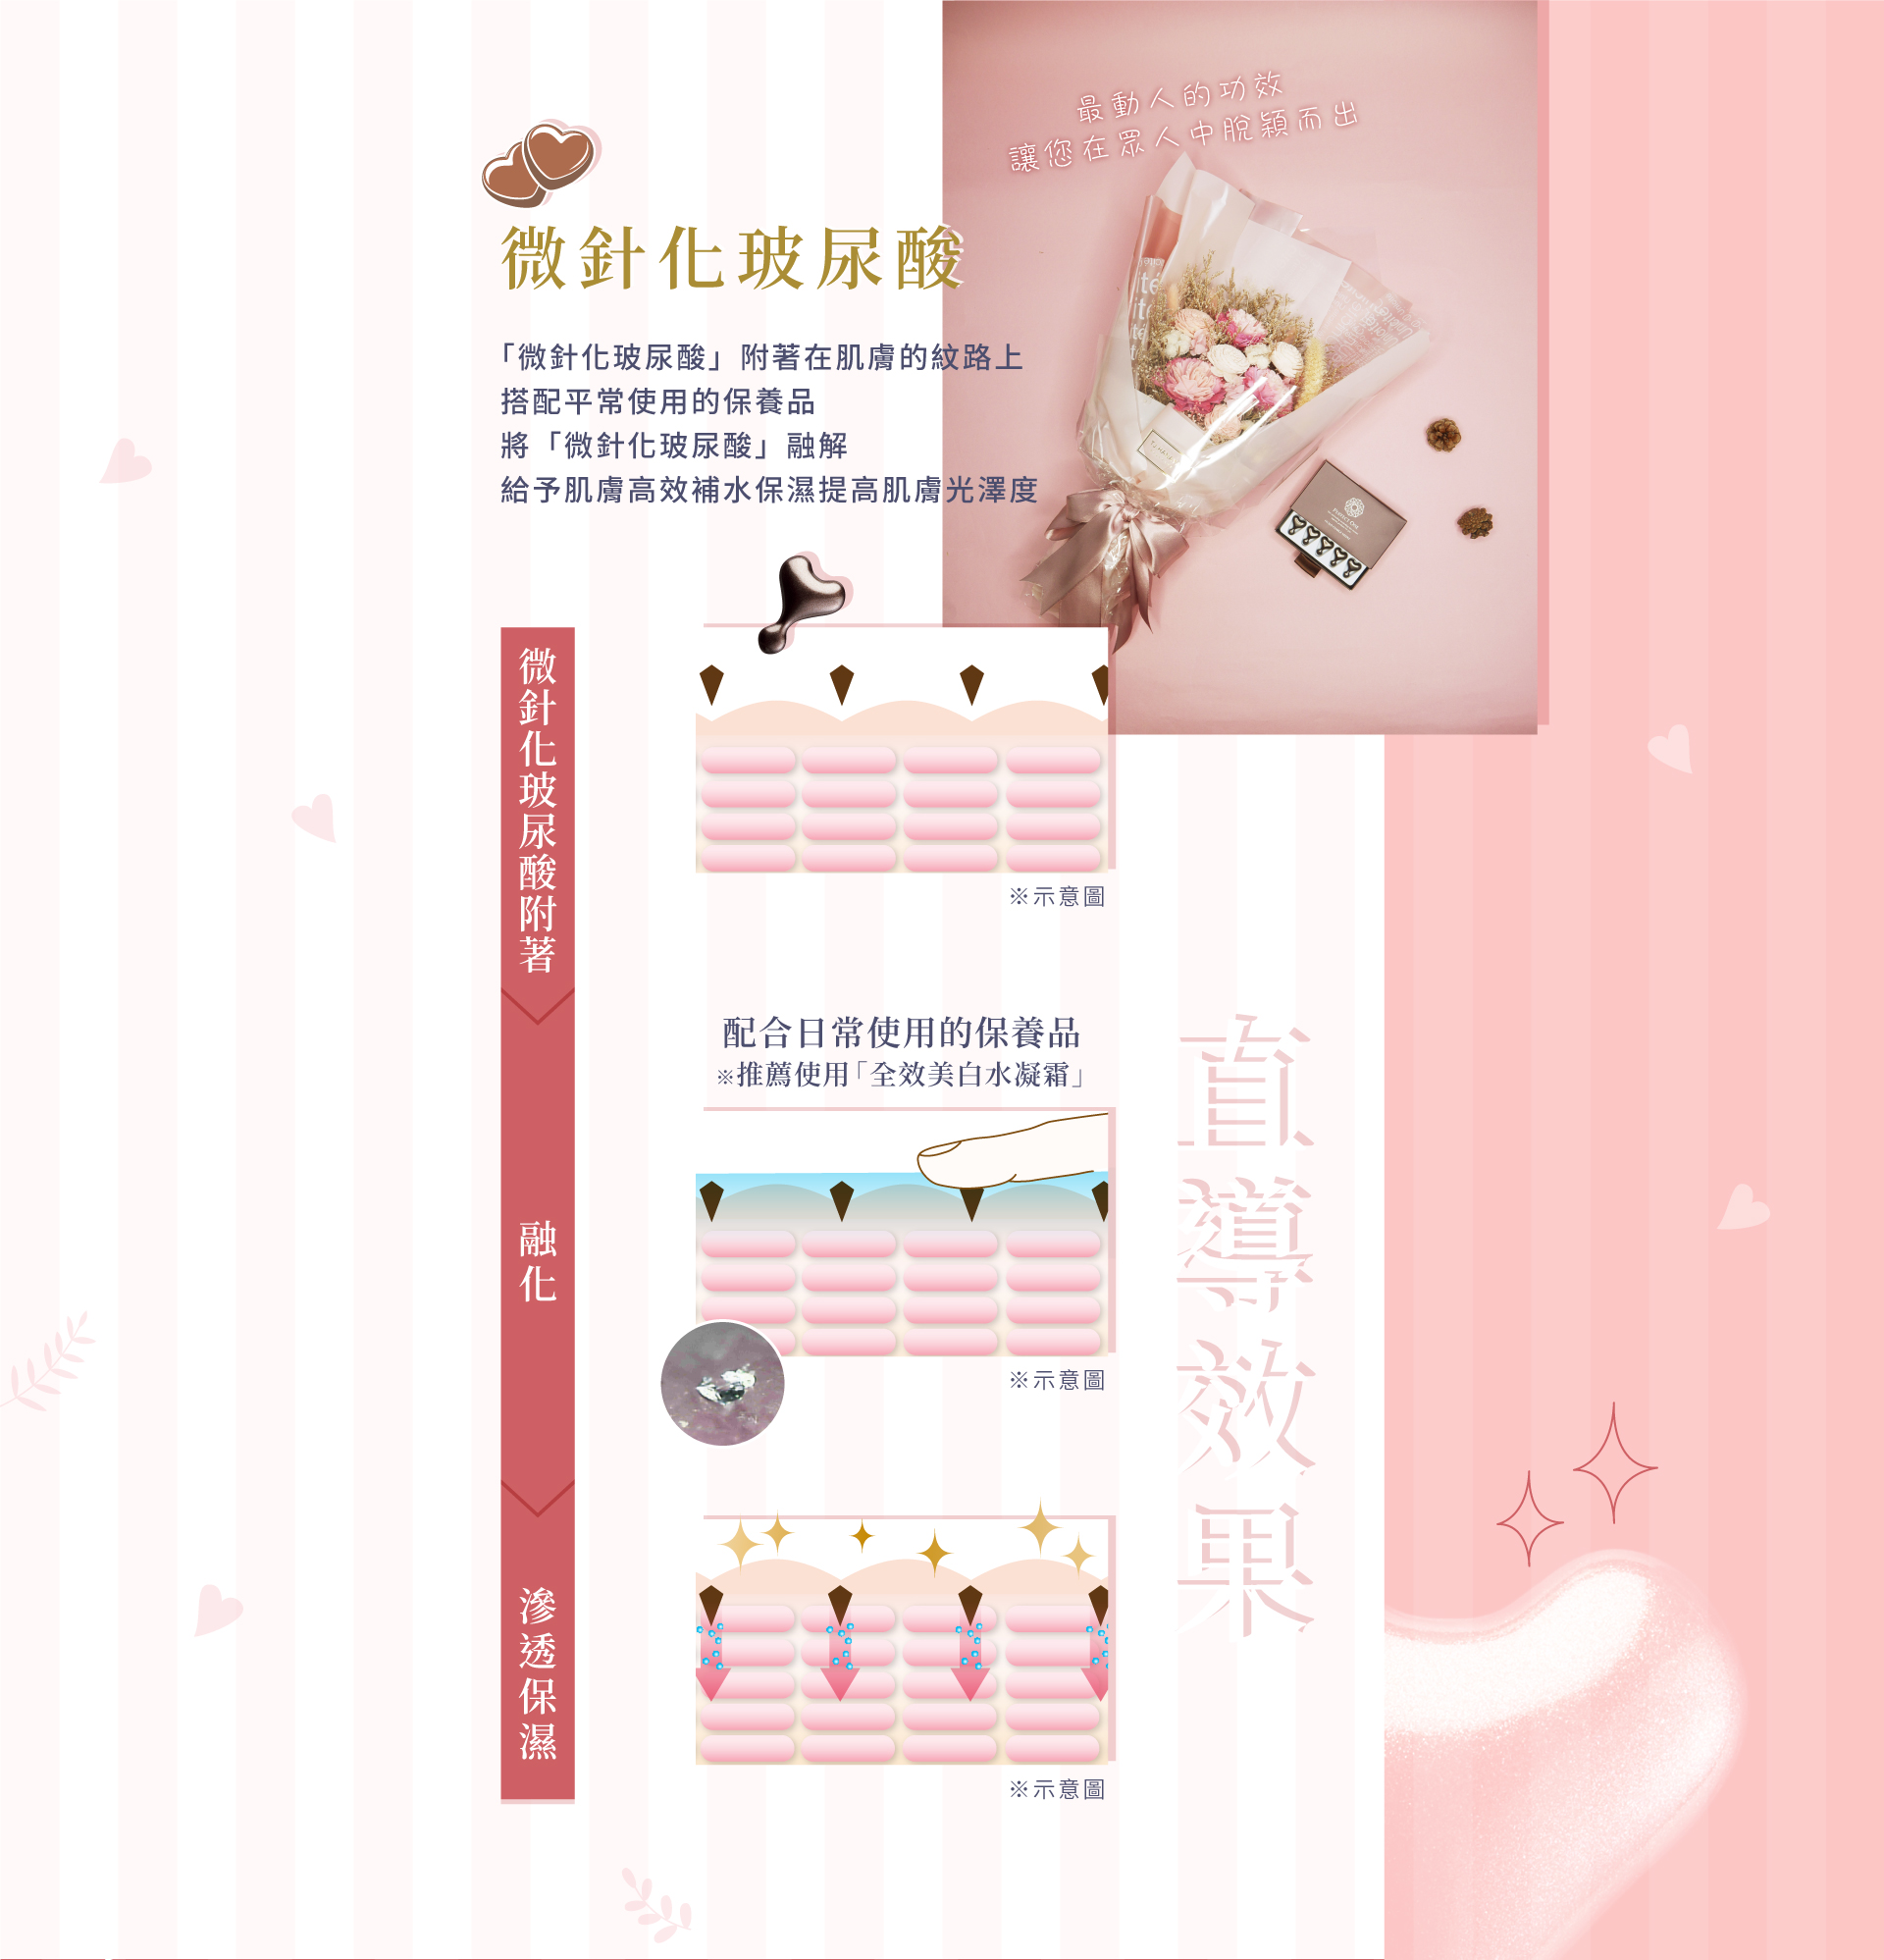 最動人的功效
讓您在眾人中脫穎而出
微針化玻尿酸
「微針化玻尿酸」附著在肌膚的紋路上
搭配平常使用的保養品
將「微針化玻尿酸」融解
給予肌膚高效補水保濕提高肌膚光澤度
微針化玻尿酸附著
※示意圖
配合日常使用的保養品
※推薦使用「全效美白水凝霜」
融化
※示意圖
滲透保濕
※示意圖
直導效果